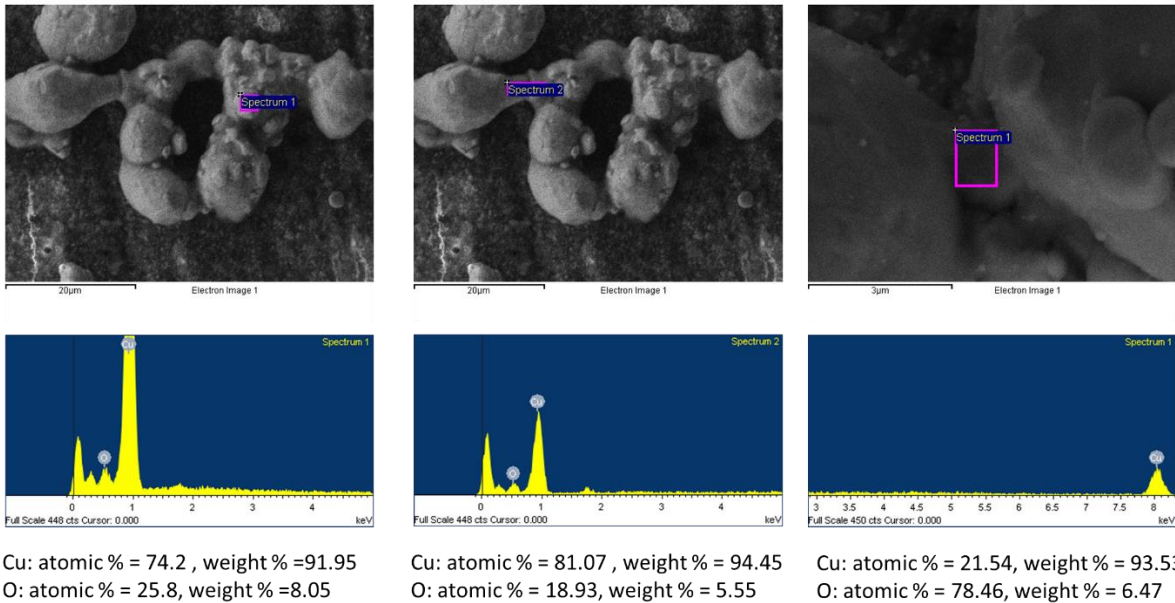 Spectrum 1
20µm Electron Image 1
Spectrum 2
20µm Electron Image 1
Spectrum 1
3µm Electron Image 1
Spectrum 1
Cu
O
0 1 2 3 4
Full Scale 448 cts Cursor: 0.000 keV
Spectrum 2
Cu
O
0 1 2 3 4
Full Scale 448 cts Cursor: 0.000 keV
Spectrum 1
Cu
3 3.5 4 4.5 5 5.5 6 6.5 7 7.5 8
Full Scale 450 cts Cursor: 0.000 keV
Cu: atomic % = 74.2 , weight % =91.95
O: atomic % = 25.8, weight % =8.05
Cu: atomic % = 81.07 , weight % = 94.45
O: atomic % = 18.93, weight % = 5.55
Cu: atomic % = 21.54, weight % = 93.53
O: atomic % = 78.46, weight % = 6.47